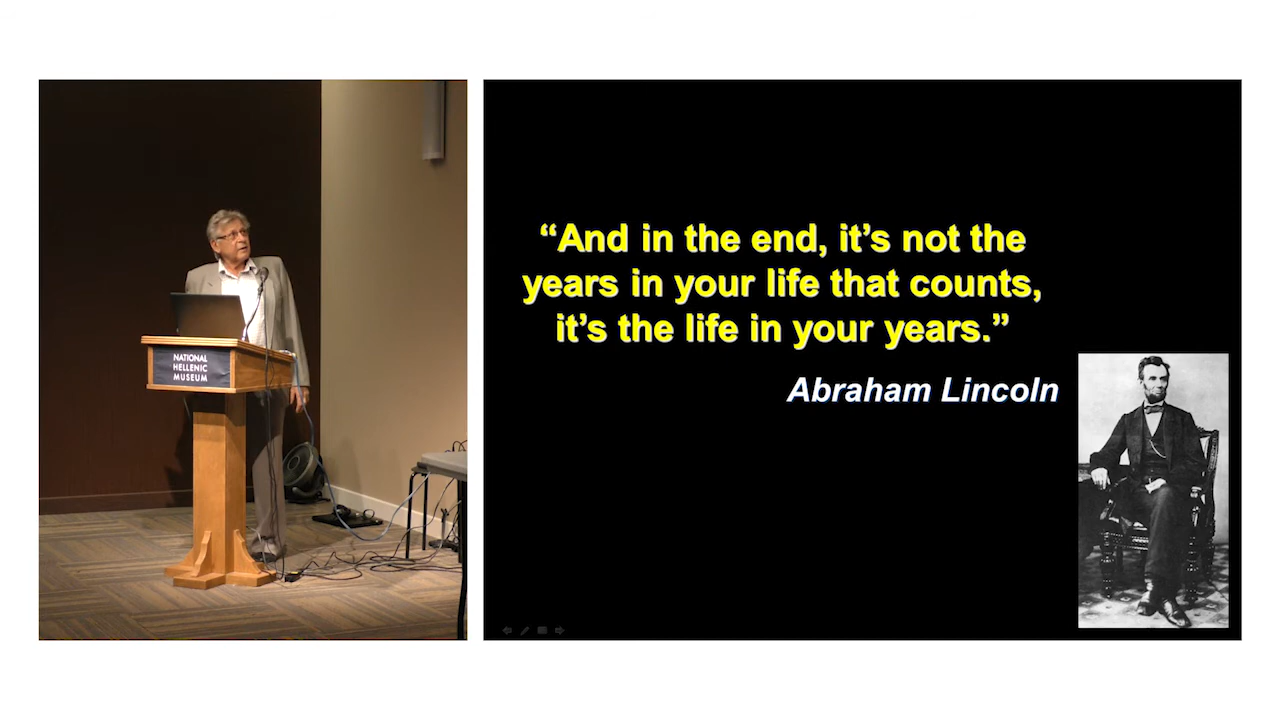 NATIONAL
HELLENIC
MUSEUM
“And in the end, it’s not the
years in your life that counts,
it’s the life in your years.”
Abraham Lincoln